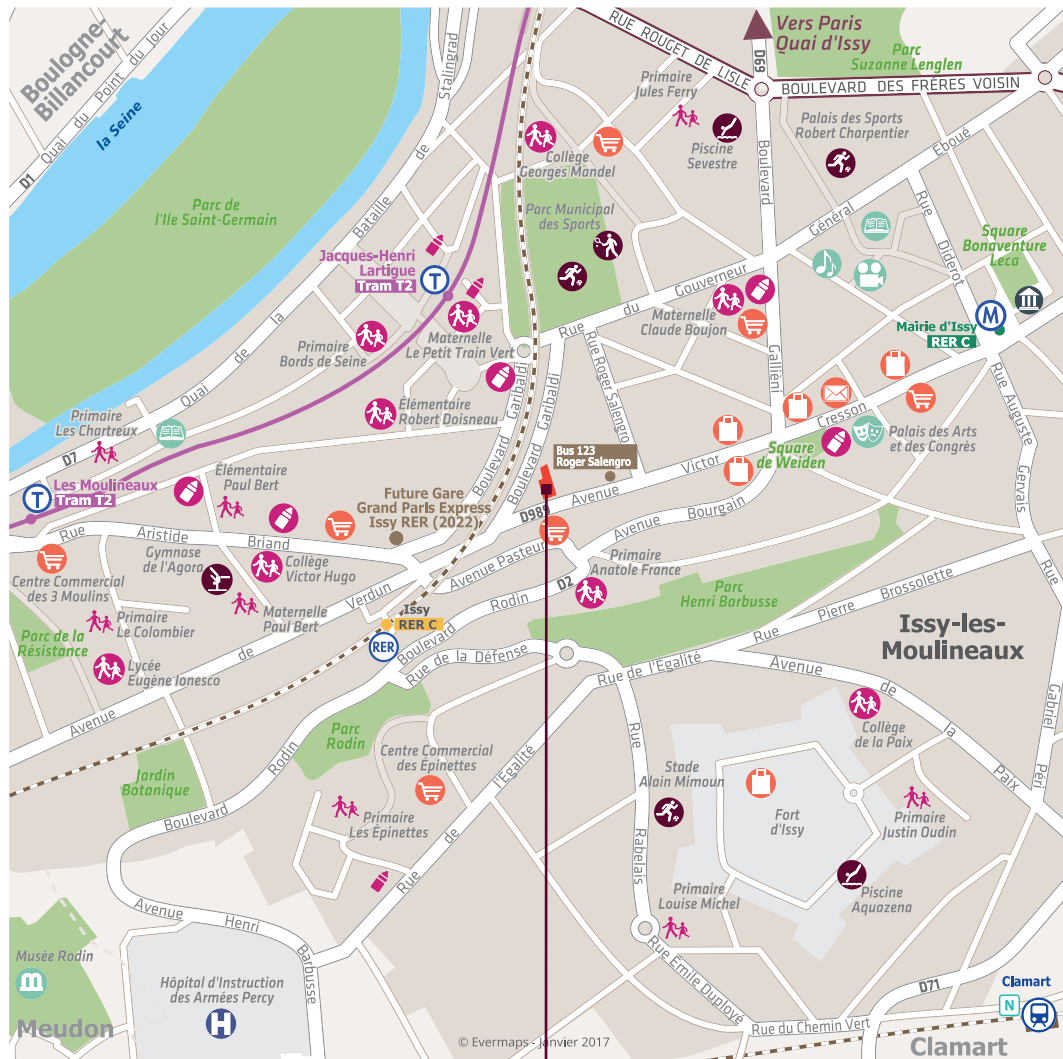 Boulogne-
Billancourt
Quai du Point du Jour
la Seine
D1
Parc de
l'Ile Saint-Germain
Stalingrad
de
Bataille
la
de
Quai
D7
RUE ROUGET DE LISLE
D69
Vers Paris
Quai d'Issy
Parc
Suzanne Lenglen
BOULEVARD DES FRÈRES VOISIN
Primaire
Jules Ferry
Piscine
Sevestre
Palais des Sports
Robert Charpentier
Collège
Georges Mandel
Parc Municipal
des Sports
Boulevard
Gallièni
Rue du Gouverneur Général Eboué
Rue Diderot
Square
Bonaventure
Leca
Jacques-Henri
Lartigue
Tram T2
T
Primaire
Bords de Seine
Maternelle
Le Petit Train Vert
Élémentaire
Robert Doisneau
Maternelle
Claude Boujon
M
Mairie d'Issy
RER C
Rue Roger Salengro
Boulevard Garibaldi
Boulevard Garibaldi
Primaire
Les Chartreux
T
Les Moulineaux
Tram T2
Élémentaire
Paul Bert
Future Gare
Grand Paris Express
Issy RER (2022)
Bus 123
Roger Salengro
D989
Avenue Victor Cresson
Square
de Weiden
Palais des Arts
et des Congrès
Rue Auguste Gervais
Rue Aristide Briand
Gymnase
de l'Agora
Collège
Victor Hugo
Centre Commercial
des 3 Moulins
Primaire
Le Colombier
Maternelle
Paul Bert
Parc de la
Résistance
Lycée
Eugène Ionesco
Avenue de Verdun
Avenue Pasteur
Avenue Bourgain
D2
Primaire
Anatole France
Issy
RER C
RER
Boulevard Rodin
Rue de la Défense
Parc
Henri Barbusse
Rue Pierre Brossolette
Issy-les-
Moulineaux
Rue Gabriel Péri
Rue de l'Egalité
Avenue de la Paix
Collège
de la Paix
Parc
Rodin
Jardin
Botanique
Boulevard Rodin
Centre Commercial
des Épinettes
Primaire
Les Épinettes
Rue de l'Egalité
Rue Rabelais
Stade
Alain Mimoun
Fort
d'Issy
Primaire
Justin Oudin
Piscine
Aquazena
Primaire
Louise Michel
Avenue Henri Barbusse
Musée Rodin
Meudon
Hôpital d'Instruction
des Armées Percy
H
Rue Emile Duployé
D71
Clamart
N
Rue du Chemin Vert
Clamart
© Evermaps - Janvier 2017